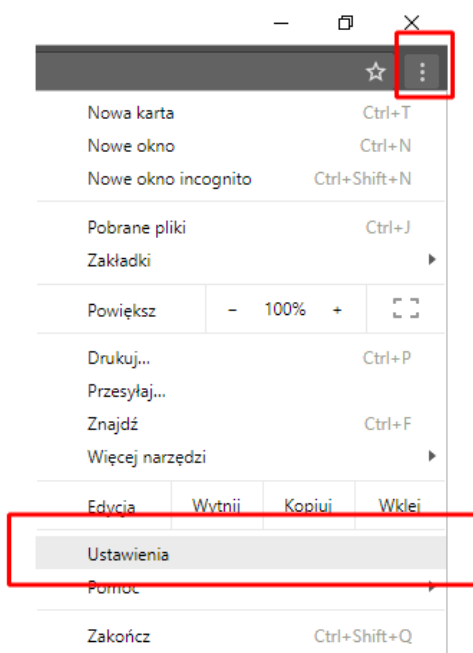 Nowa karta Ctrl+T
Nowe okno Ctrl+N
Nowe okno incognito Ctrl+Shift+N
Pobrane pliki Ctrl+J
Zakładki
Powiększ - 100% +
Drukuj... Ctrl+P
Przesyłaj...
Znajdź Ctrl+F
Więcej narzędzi
Edycja Wytnij Kopiuj Wklej
Ustawienia
Pomoc
Zakończ Ctrl+Shift+Q